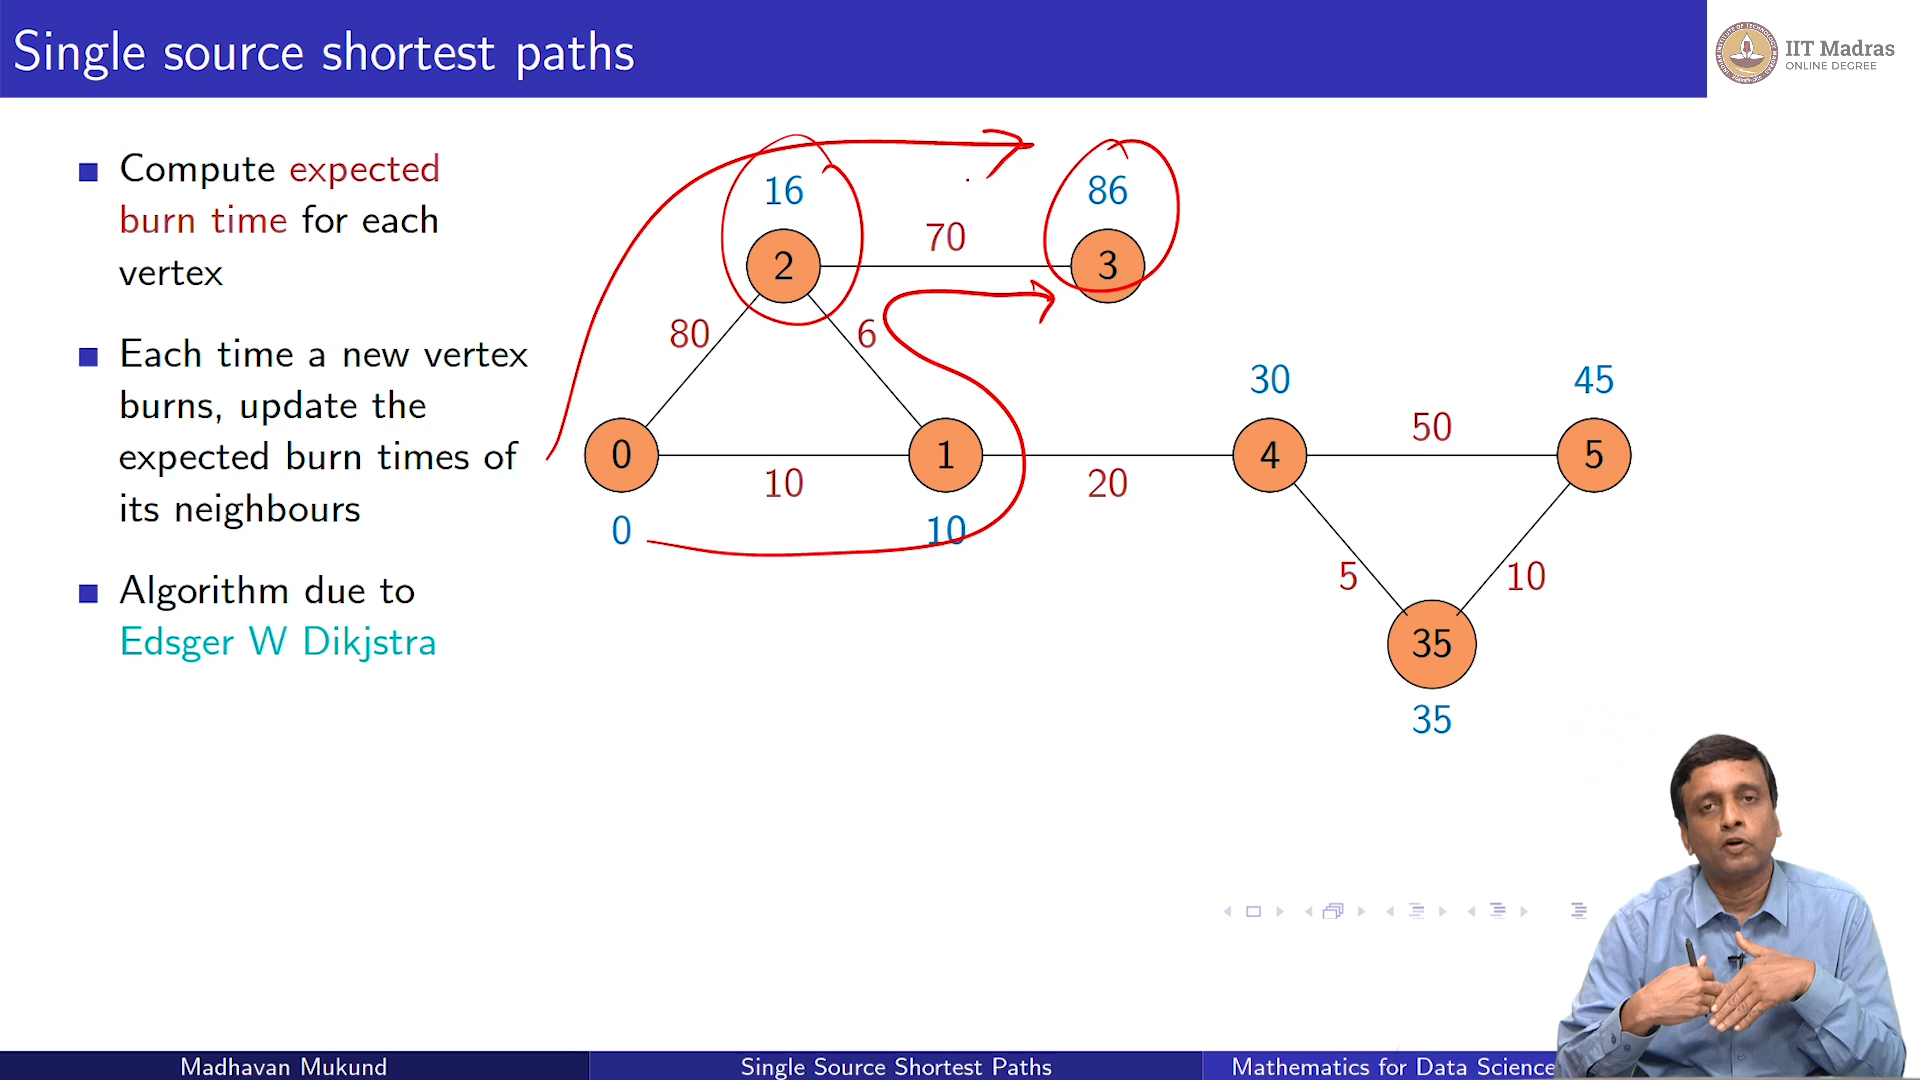 Single source shortest paths
IIT Madras
ONLINE DEGREE
Compute expected
burn time for each
vertex
Each time a new vertex
burns, update the
expected burn times of
its neighbours
Algorithm due to
Edsger W Dikjstra
16
86
2
70
3
80
6
30
45
0
1
4
50
5
10
20
0
10
5
10
35
35
Madhavan Mukund
Single Source Shortest Paths
Mathematics for Data Science